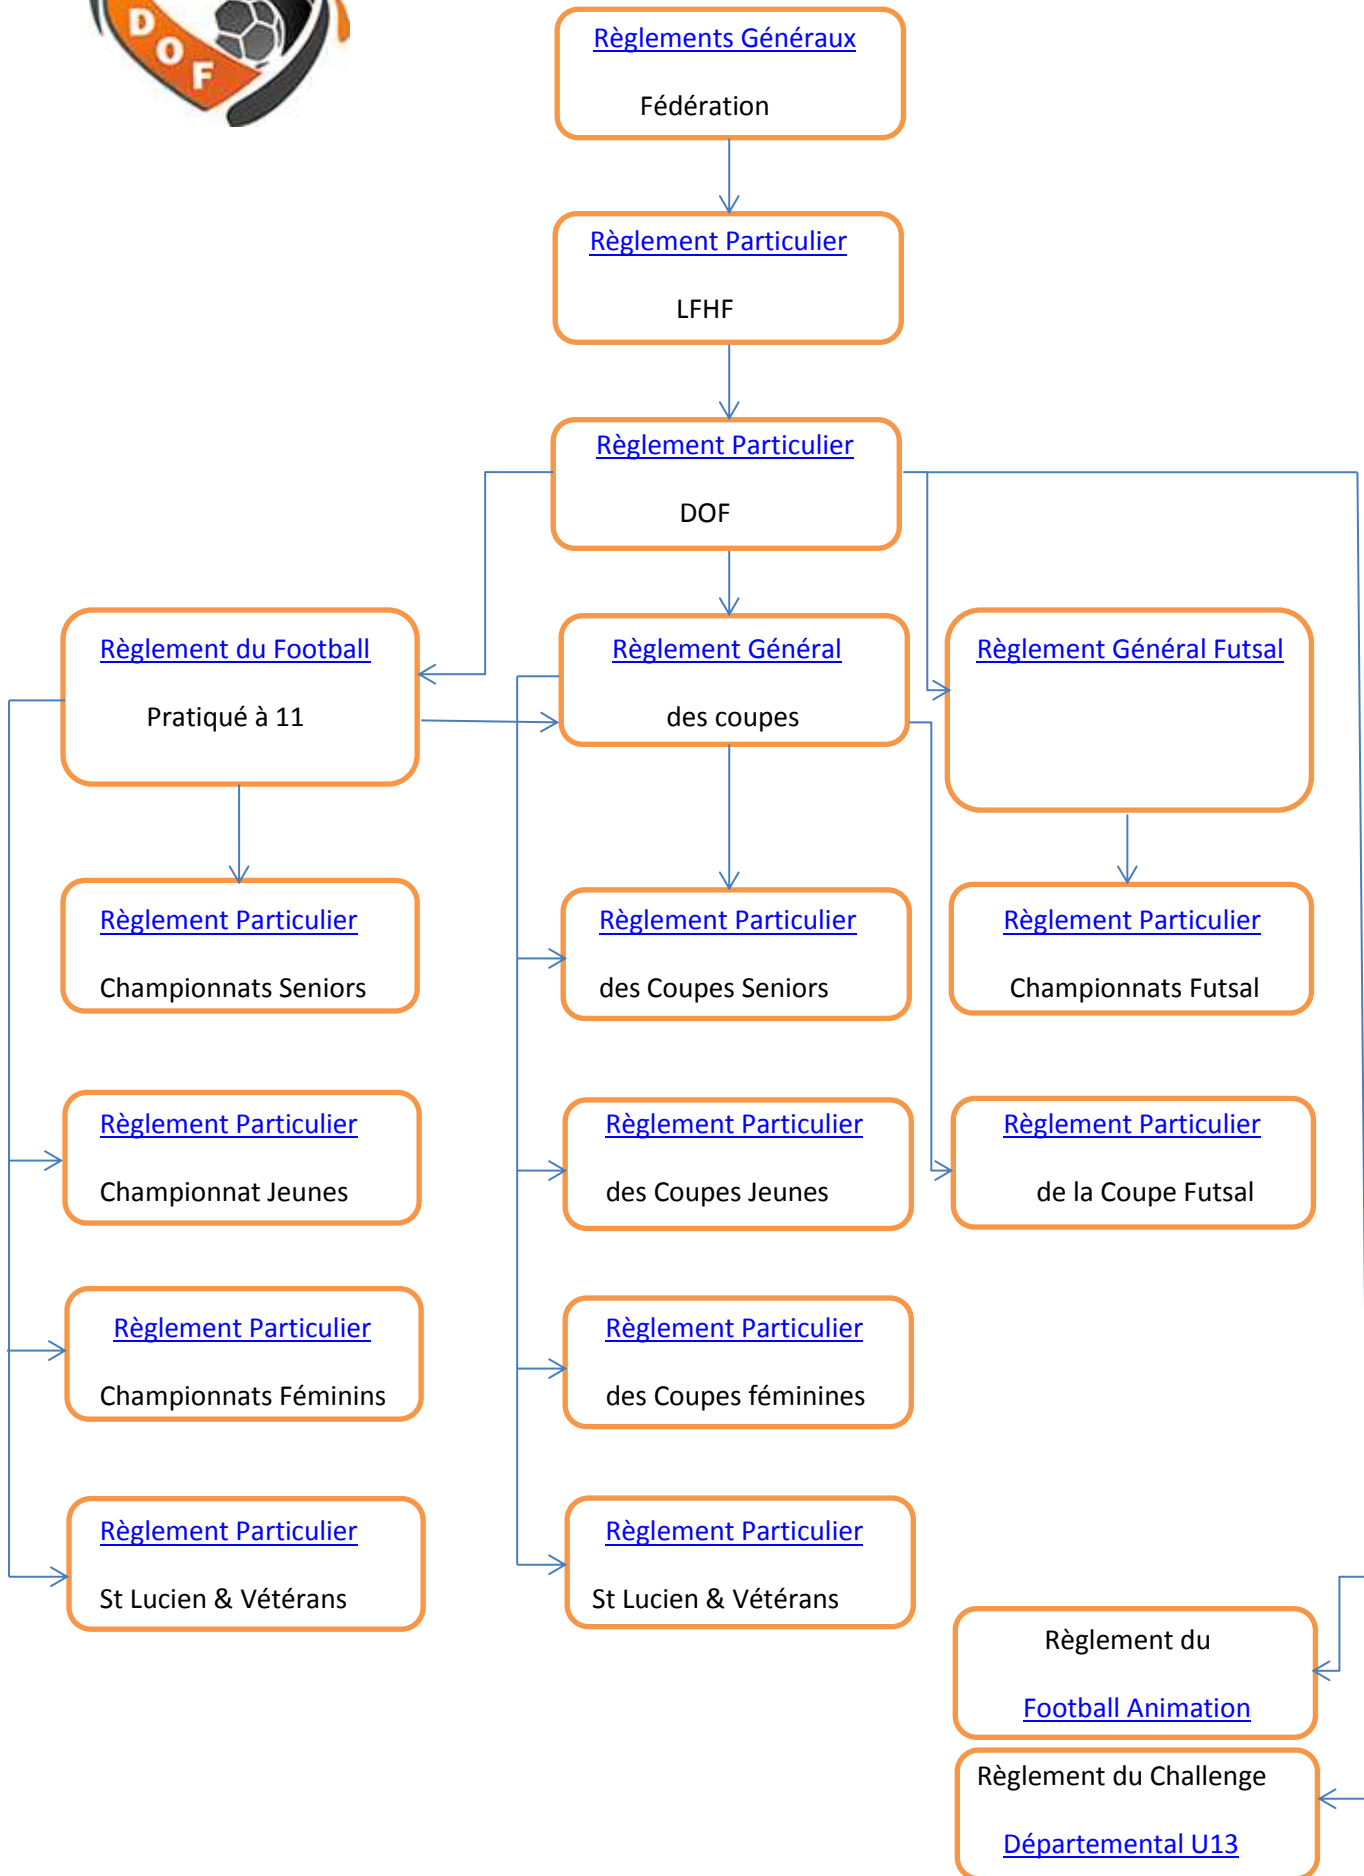 DOF
Règlements Généraux
Fédération
Règlement Particulier
LFHF
Règlement Particulier
DOF
Règlement du Football
Pratiqué à 11
Règlement Général
des coupes
Règlement Général Futsal
Règlement Particulier
Championnats Seniors
Règlement Particulier
des Coupes Seniors
Règlement Particulier
Championnats Futsal
Règlement Particulier
Championnat Jeunes
Règlement Particulier
des Coupes Jeunes
Règlement Particulier
de la Coupe Futsal
Règlement Particulier
Championnats Féminins
Règlement Particulier
des Coupes féminines
Règlement Particulier
St Lucien & Vétérans
Règlement Particulier
St Lucien & Vétérans
Règlement du
Football Animation
Règlement du Challenge
Départemental U13